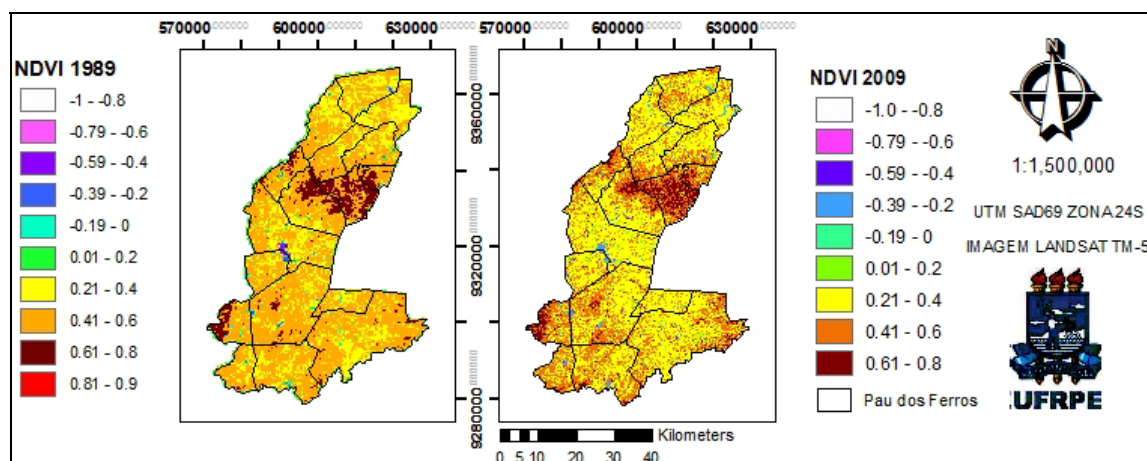 570000 600000 630000
570000 600000 630000
NDVI 1989
-1 - -0.8
-0.79 - -0.6
-0.59 - -0.4
-0.39 - -0.2
-0.19 - 0
0.01 - 0.2
0.21 - 0.4
0.41 - 0.6
0.61 - 0.8
0.81 - 0.9
9360000
9320000
9280000
NDVI 2009
-1.0 - -0.8
-0.79 - -0.6
-0.59 - -0.4
-0.39 - -0.2
-0.19 - 0
0.01 - 0.2
0.21 - 0.4
0.41 - 0.6
0.61 - 0.8
Pau dos Ferros
Kilometers
0 5 10 20 30 40
N
1:1,500,000
UTM SAD69 ZONA 24S
IMAGEM LANDSAT TM-5
UFRPE